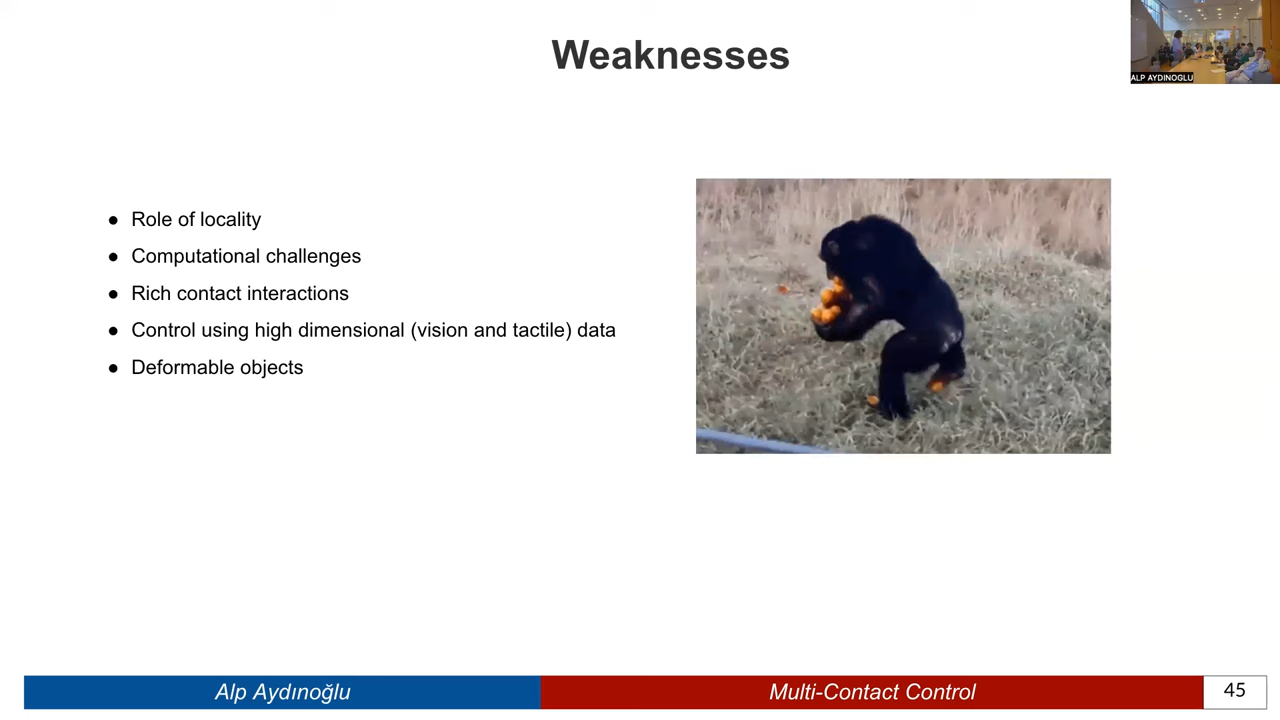 Weaknesses
ALP AYDINOGLU
● Role of locality
● Computational challenges
● Rich contact interactions
● Control using high dimensional (vision and tactile) data
● Deformable objects
Alp Aydınoğlu
Multi-Contact Control
45